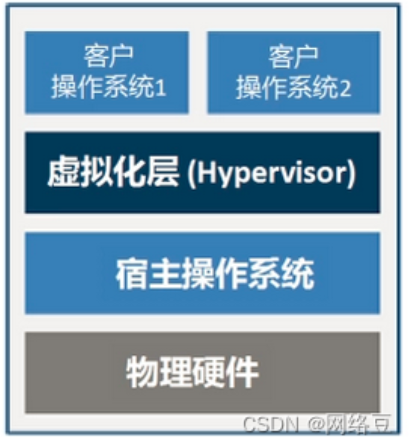 客户
客户
操作系统1
操作系统2
虚拟化层 (Hypervisor)
宿主操作系统
物理硬件
CSDN @网络豆